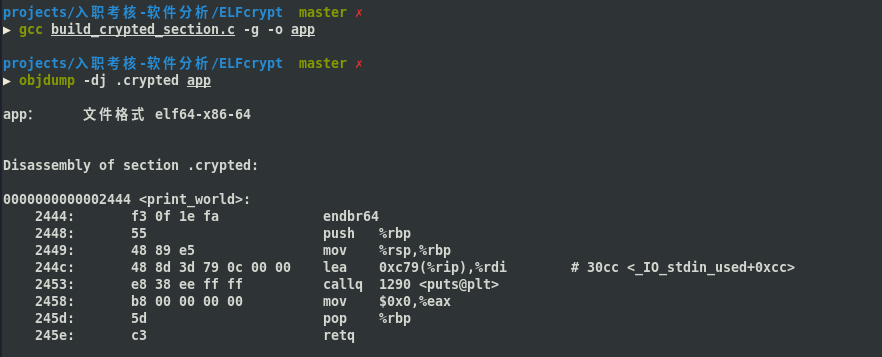 projects/入职考核-软件分析/ELFcrypt  master ✗
▶ gcc build_crypted_section.c -g -o app
projects/入职考核-软件分析/ELFcrypt  master ✗
▶ objdump -dj .crypted app
app:      文件格式 elf64-x86-64
Disassembly of section .crypted:
0000000000002444 <print_world>:
    2444:       f3 0f 1e fa             endbr64
    2448:       55                      push   %rbp
    2449:       48 89 e5                mov    %rsp,%rbp
    244c:       48 8d 3d 79 0c 00 00    lea    0xc79(%rip),%rdi        # 30cc <_IO_stdin_used+0xcc>
    2453:       e8 38 ee ff ff          callq  1290 <puts@plt>
    2458:       b8 00 00 00 00          mov    $0x0,%eax
    245d:       5d                      pop    %rbp
    245e:       c3                      retq